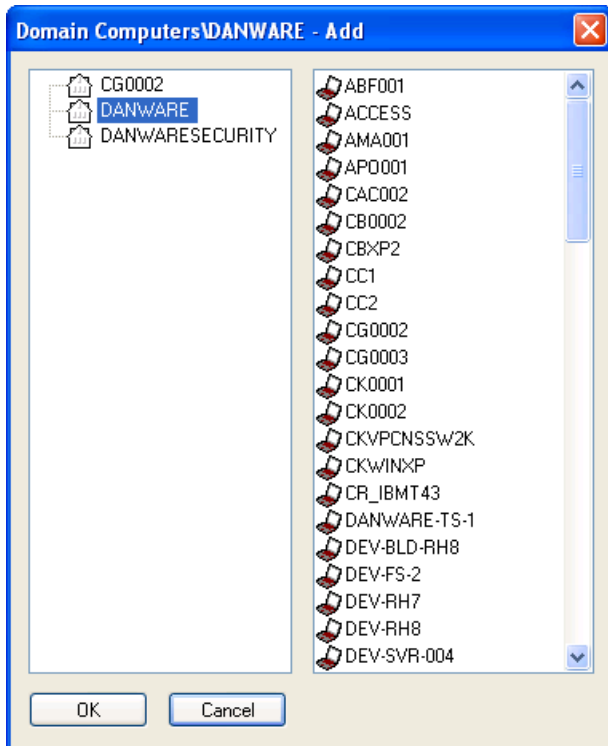 Domain Computers\DANWARE - Add
CG0002
DANWARE
DANWARESECURITY
ABF001
ACCESS
AMA001
APO001
CAC002
CB0002
CBXP2
CC1
CC2
CG0002
CG0003
CK0001
CK0002
CKVPCNSSW2K
CKWINXP
CR_IBMT43
DANWARE-TS-1
DEV-BLD-RH8
DEV-FS-2
DEV-RH7
DEV-RH8
DEV-SVR-004
OK
Cancel